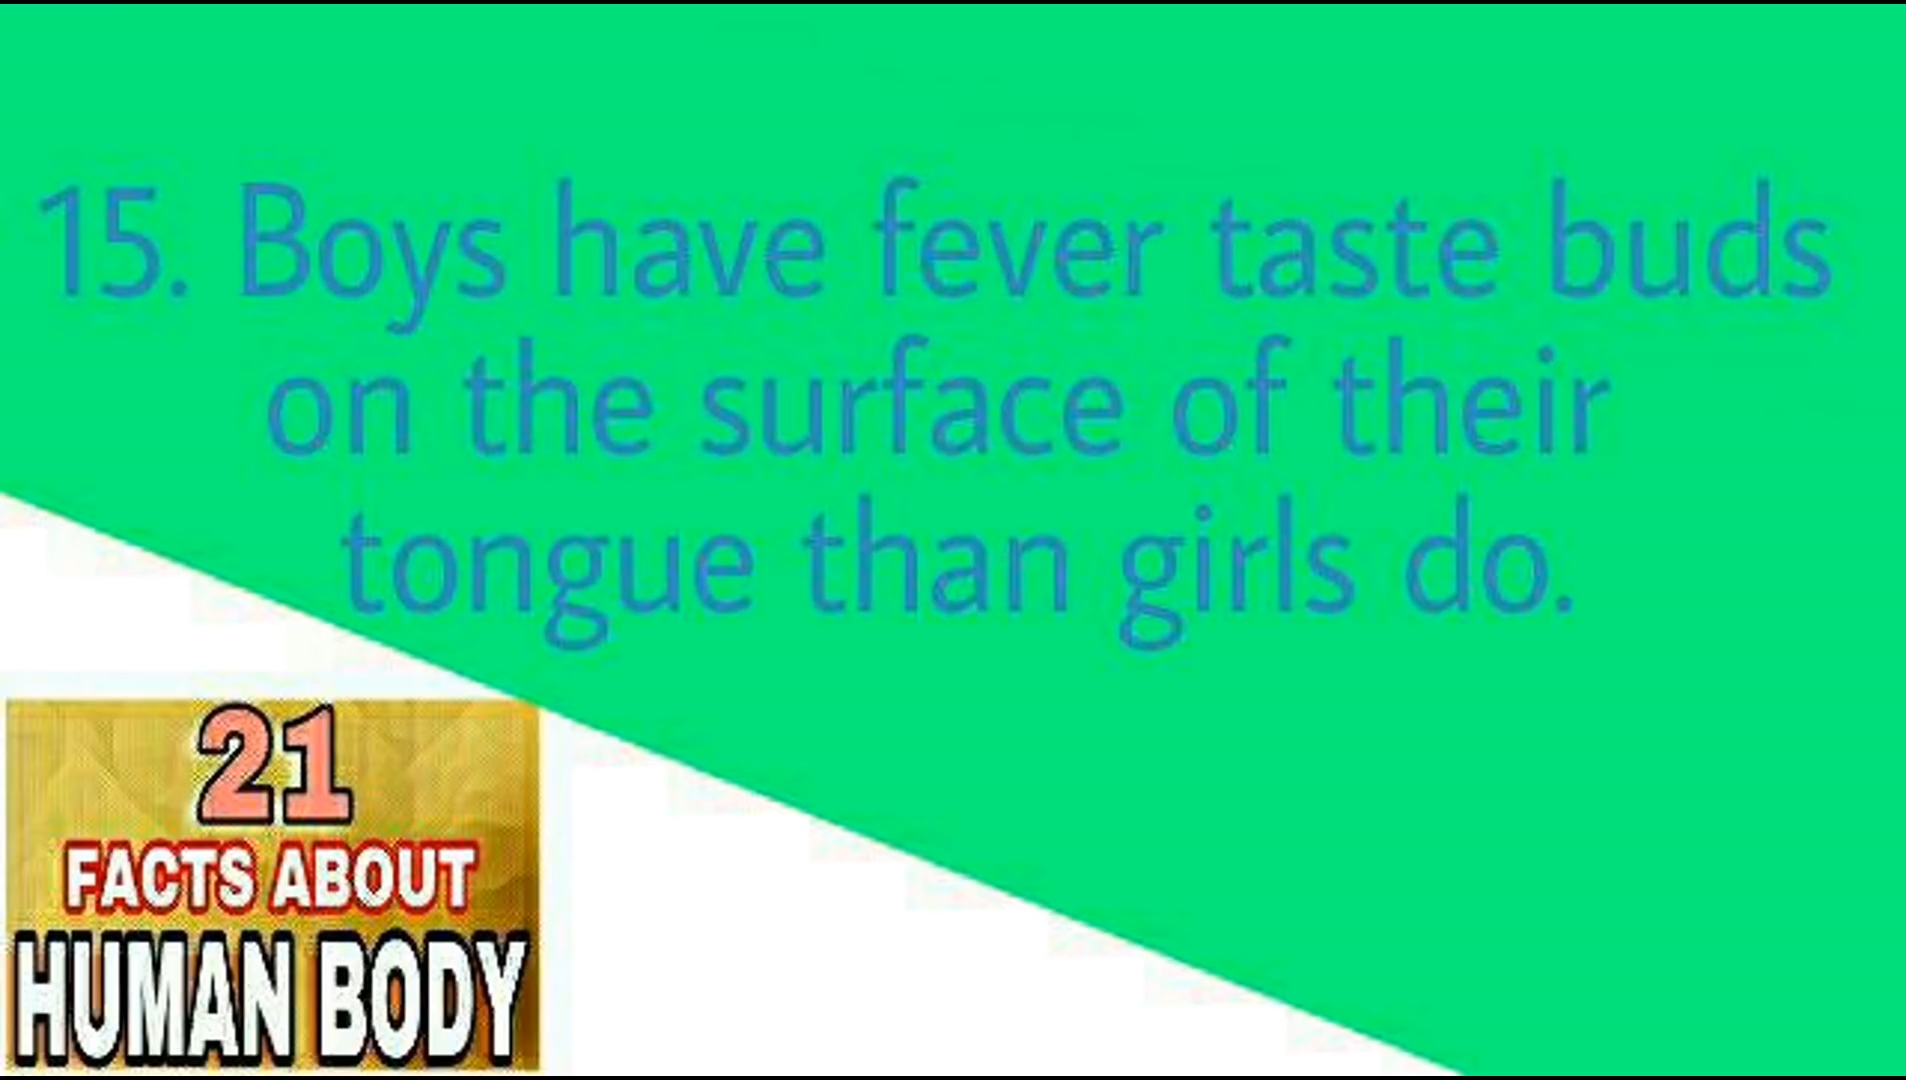 15. Boys have fever taste buds
on the surface of their
tongue than girls do.
21
FACTS ABOUT
HUMAN BODY